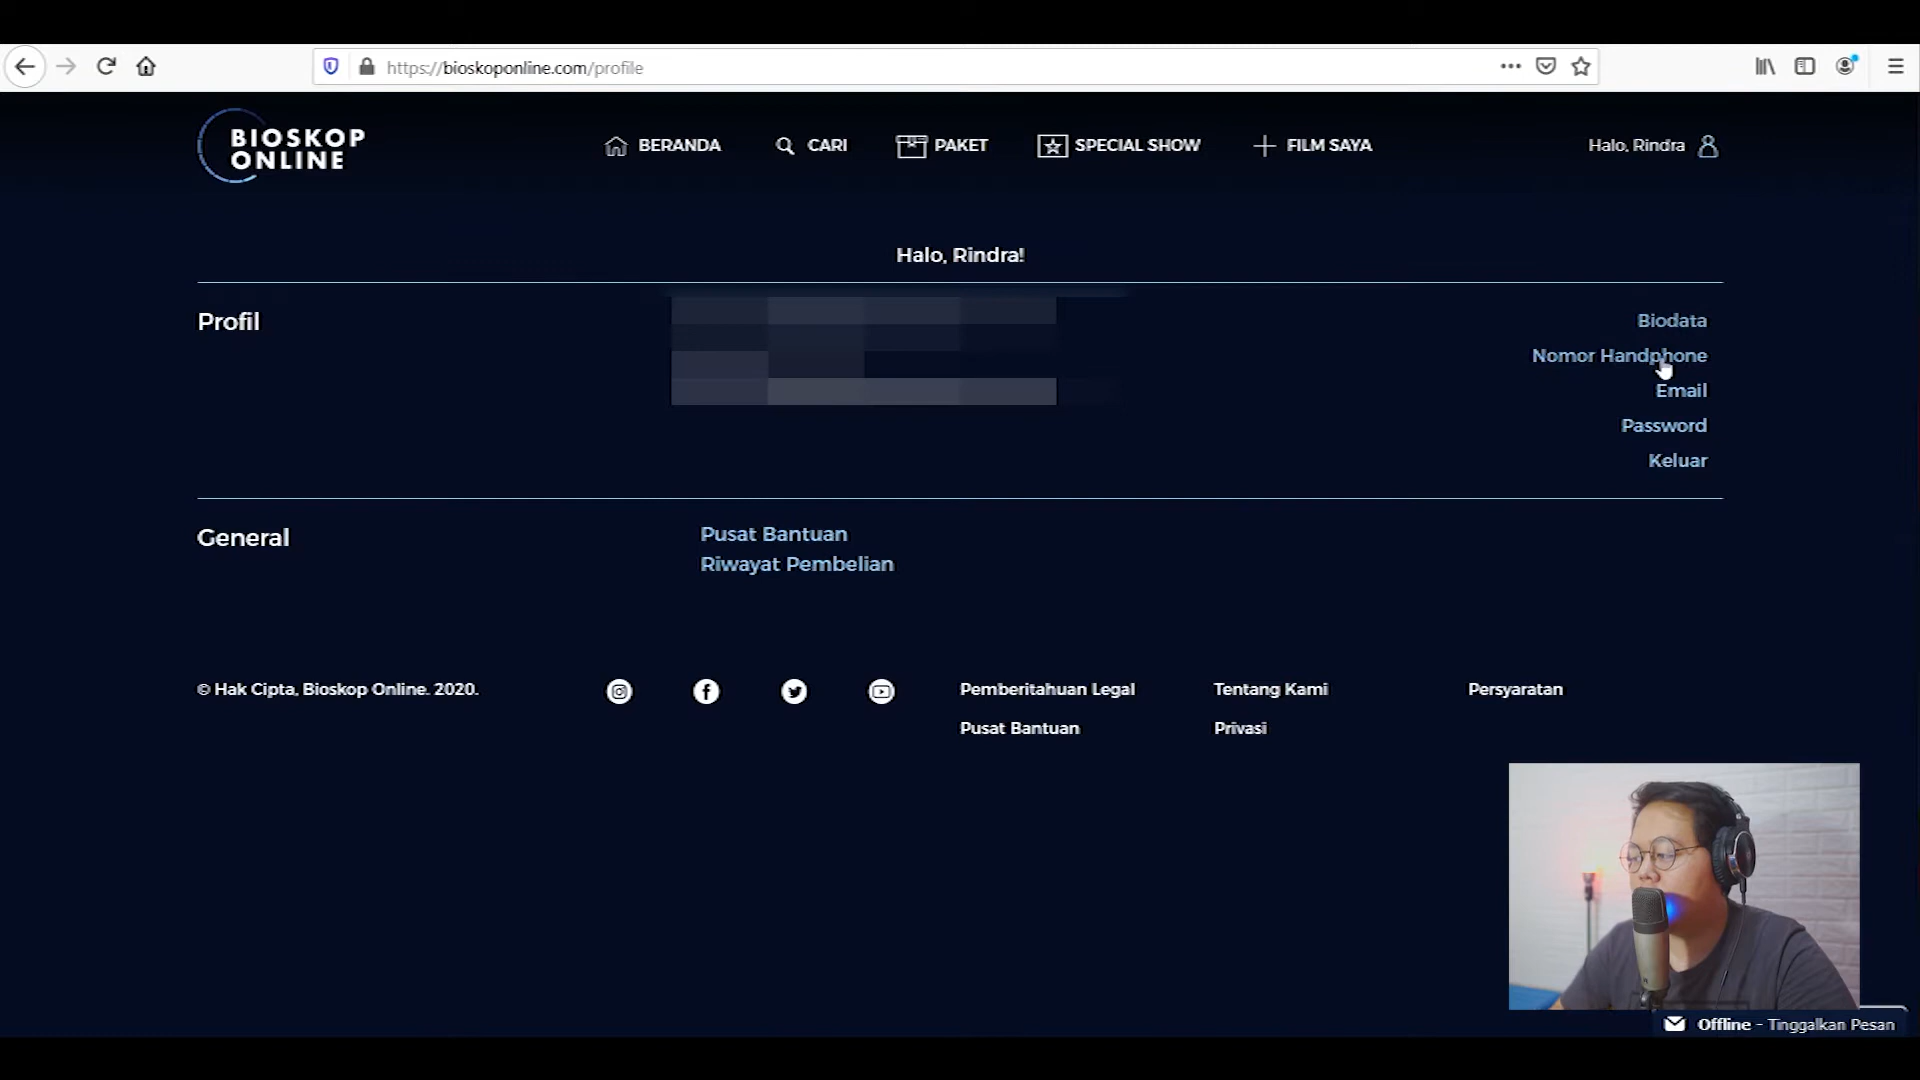 https://bioskoponline.com/profile
BIOSKOP
ONLINE
BERANDA
CARI
PAKET
SPECIAL SHOW
FILM SAYA
Halo, Rindra
Halo, Rindra!
Profil
Biodata
Nomor Handphone
Email
Password
Keluar
General
Pusat Bantuan
Riwayat Pembelian
© Hak Cipta, Bioskop Online. 2020.
Pemberitahuan Legal
Tentang Kami
Persyaratan
Pusat Bantuan
Privasi
Offline - Tinggalkan Pesan